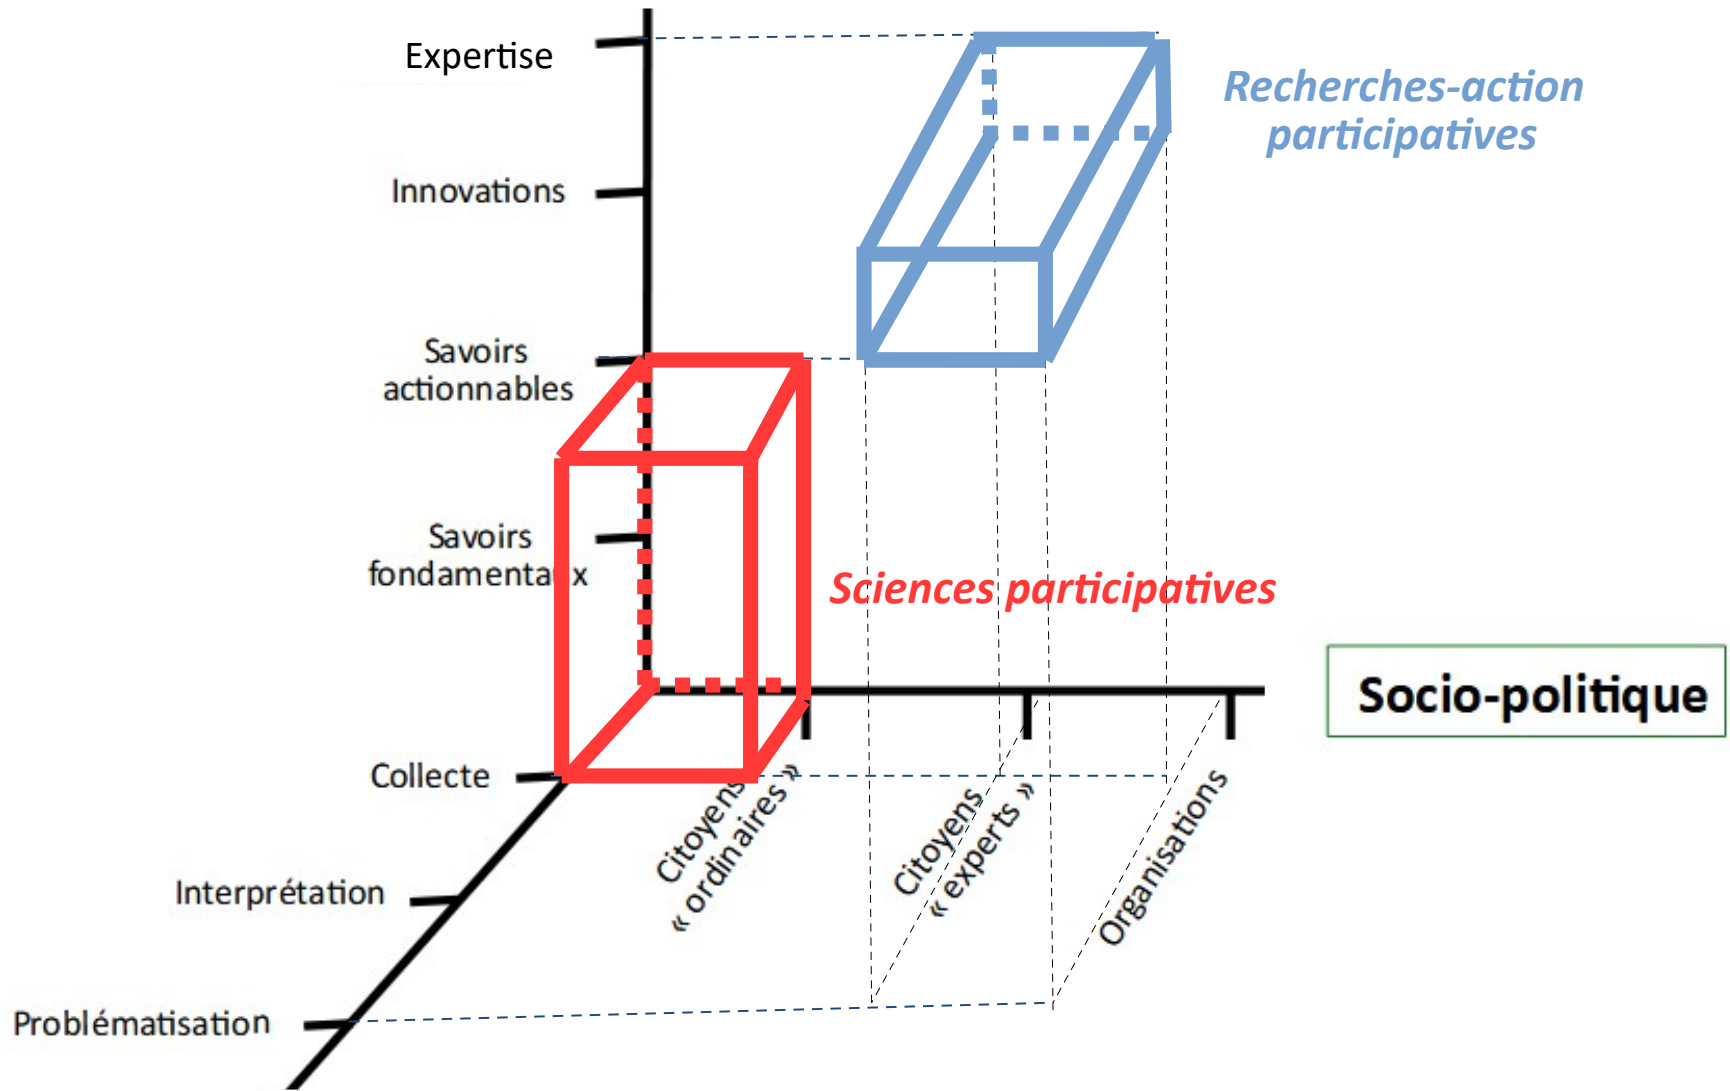 Expertise
Recherches-action
participatives
Innovations
Savoirs
actionnables
Savoirs
fondamentaux
Sciences participatives
Socio-politique
Collecte
Citoyens
« ordinaires »
Citoyens
« experts »
Organisations
Interprétation
Problématisation